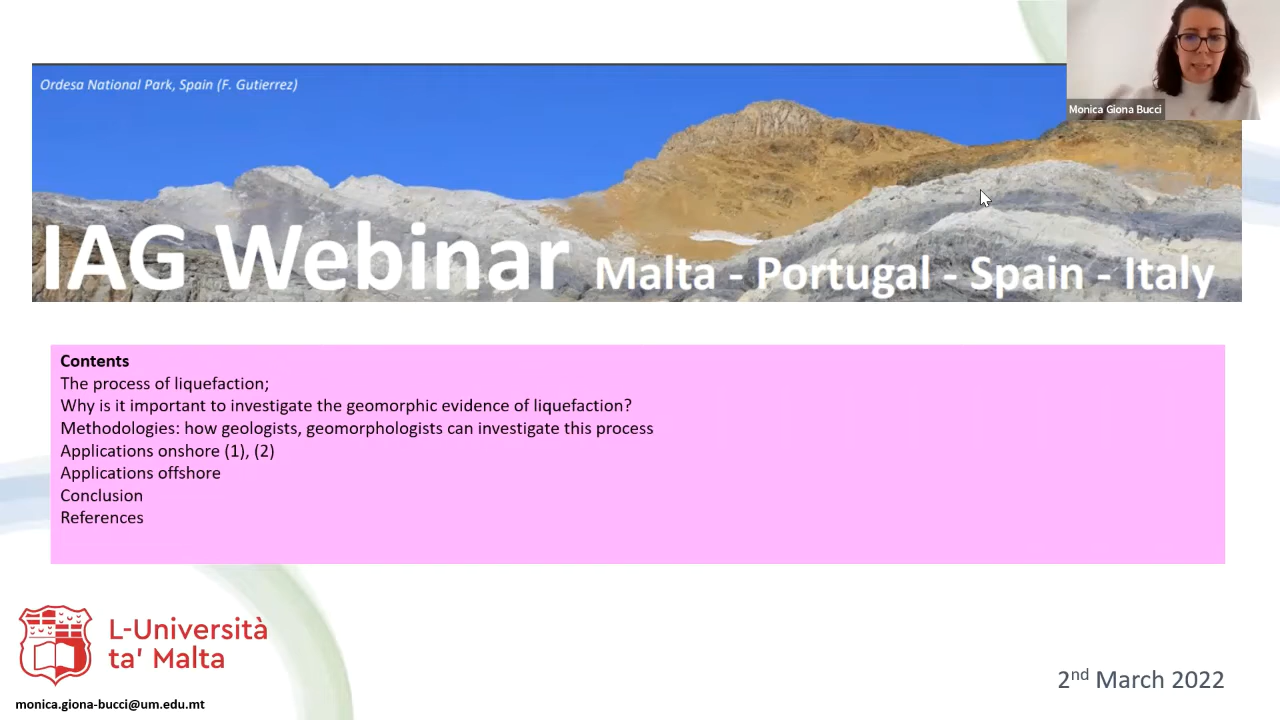 Ordesa National Park, Spain (F. Gutierrez)
Monica Giona Bucci
IAG Webinar Malta - Portugal - Spain - Italy
Contents
The process of liquefaction;
Why is it important to investigate the geomorphic evidence of liquefaction?
Methodologies: how geologists, geomorphologists can investigate this process
Applications onshore (1), (2)
Applications offshore
Conclusion
References
L-Università
ta' Malta
2nd March 2022
monica.giona-bucci@um.edu.mt